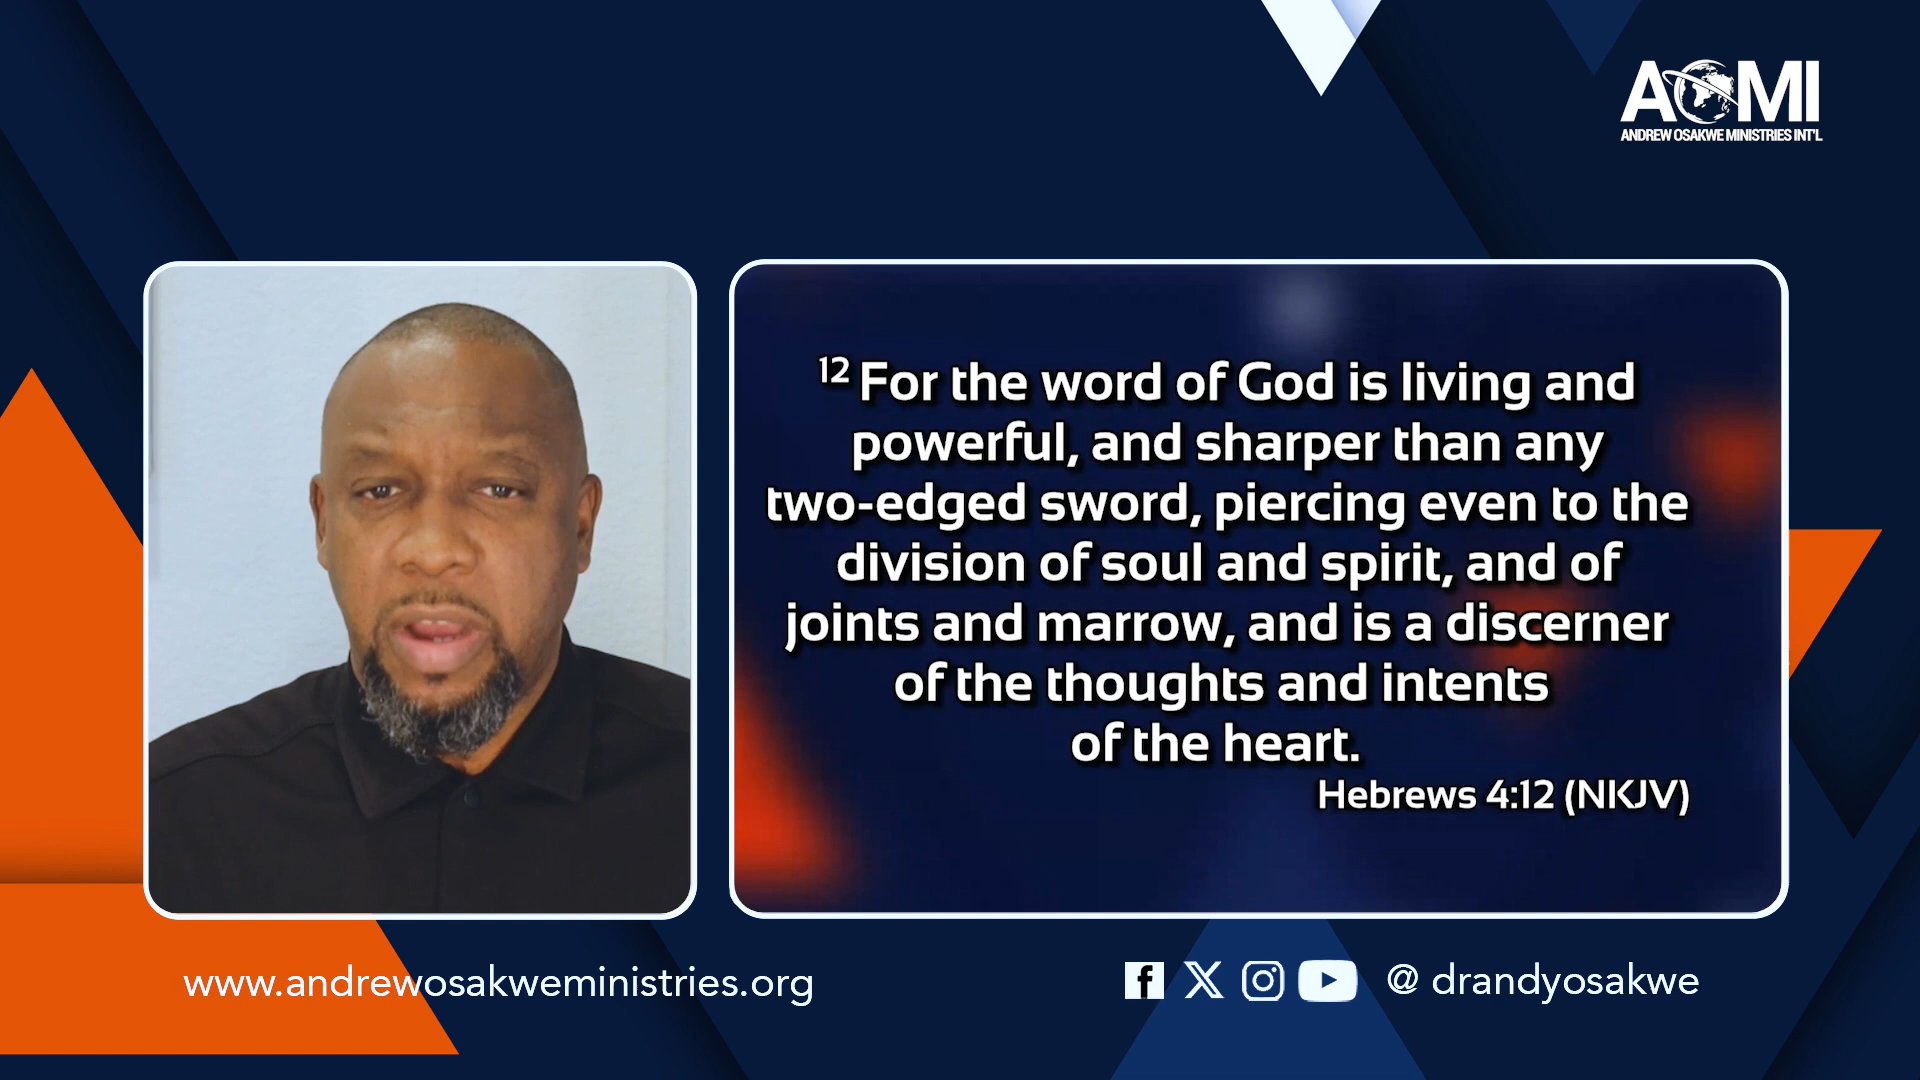 AOMI
ANDREW OSAKWE MINISTRIES INT'L
12 For the word of God is living and
powerful, and sharper than any
two-edged sword, piercing even to the
division of soul and spirit, and of
joints and marrow, and is a discerner
of the thoughts and intents
of the heart.
Hebrews 4:12 (NKJV)
www.andrewosakweministries.org
@ drandyosakwe